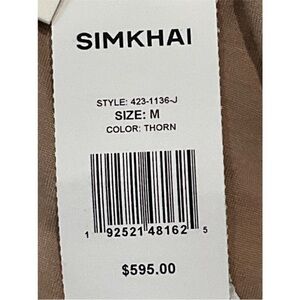 SIMKHAI
STYLE: 423-1136-J
SIZE: M
COLOR: THORN
1 92521 48162 5
$595.00